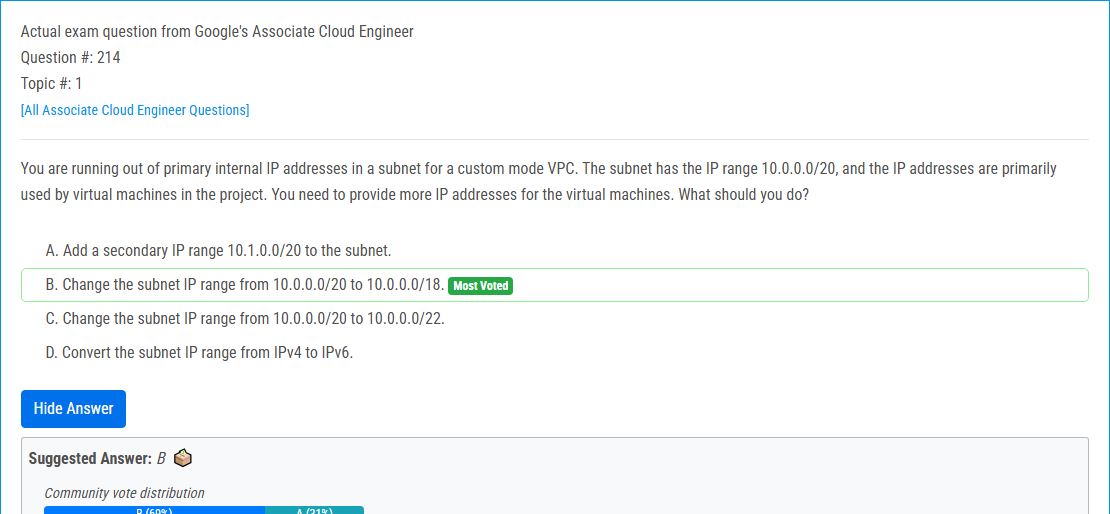 Actual exam question from Google's Associate Cloud Engineer
Question #: 214
Topic #: 1
[All Associate Cloud Engineer Questions]
You are running out of primary internal IP addresses in a subnet for a custom mode VPC. The subnet has the IP range 10.0.0.0/20, and the IP addresses are primarily
used by virtual machines in the project. You need to provide more IP addresses for the virtual machines. What should you do?
A. Add a secondary IP range 10.1.0.0/20 to the subnet.
B. Change the subnet IP range from 10.0.0.0/20 to 10.0.0.0/18. Most Voted
C. Change the subnet IP range from 10.0.0.0/20 to 10.0.0.0/22.
D. Convert the subnet IP range from IPv4 to IPv6.
Hide Answer
Suggested Answer: B
Community vote distribution
B (69%) A (31%)